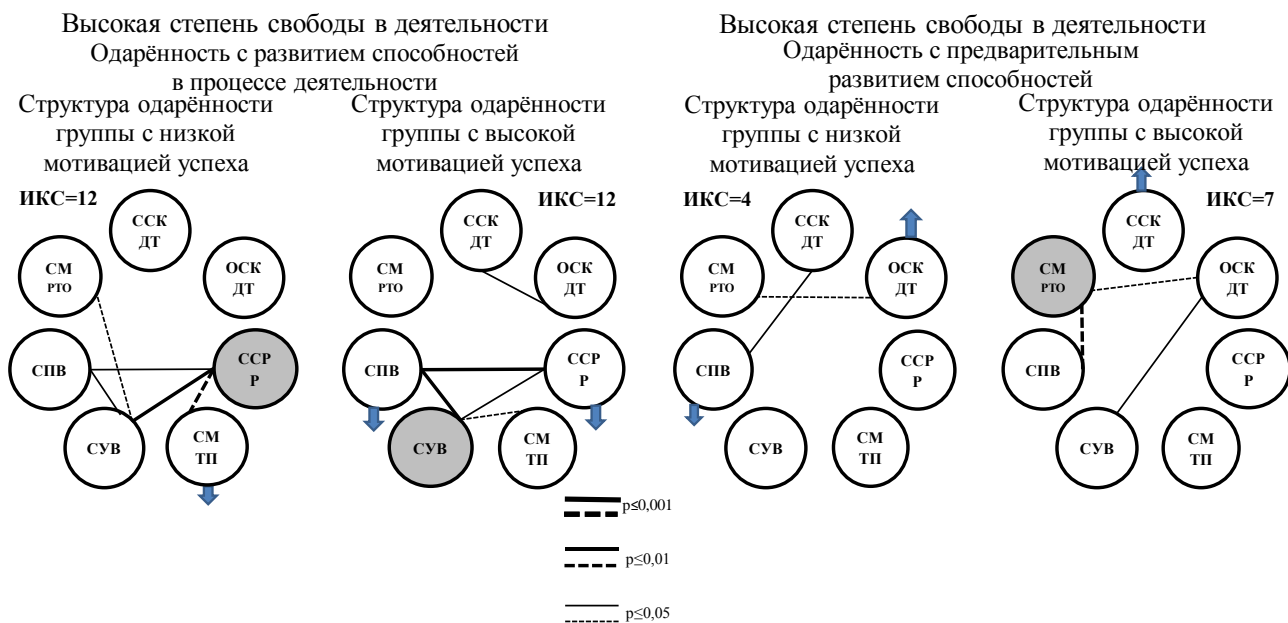 Высокая степень свободы в деятельности
Одарённость с развитием способностей
в процессе деятельности
Структура одарённости
группы с низкой
мотивацией успеха
ИКС=12
ССК
ДТ
СМ
РТО
ОСК
ДТ
СПВ
ССР
Р
СУВ
СМ
ТП
Структура одарённости
группы с высокой
мотивацией успеха
ИКС=12
ССК
ДТ
СМ
РТО
ОСК
ДТ
СПВ
ССР
Р
СУВ
СМ
ТП
Высокая степень свободы в деятельности
Одарённость с предварительным
развитием способностей
Структура одарённости
группы с низкой
мотивацией успеха
ИКС=4
ССК
ДТ
СМ
РТО
ОСК
ДТ
СПВ
ССР
Р
СУВ
СМ
ТП
Структура одарённости
группы с высокой
мотивацией успеха
ИКС=7
ССК
ДТ
СМ
РТО
ОСК
ДТ
СПВ
ССР
Р
СУВ
СМ
ТП
p≤0,001
p≤0,01
p≤0,05